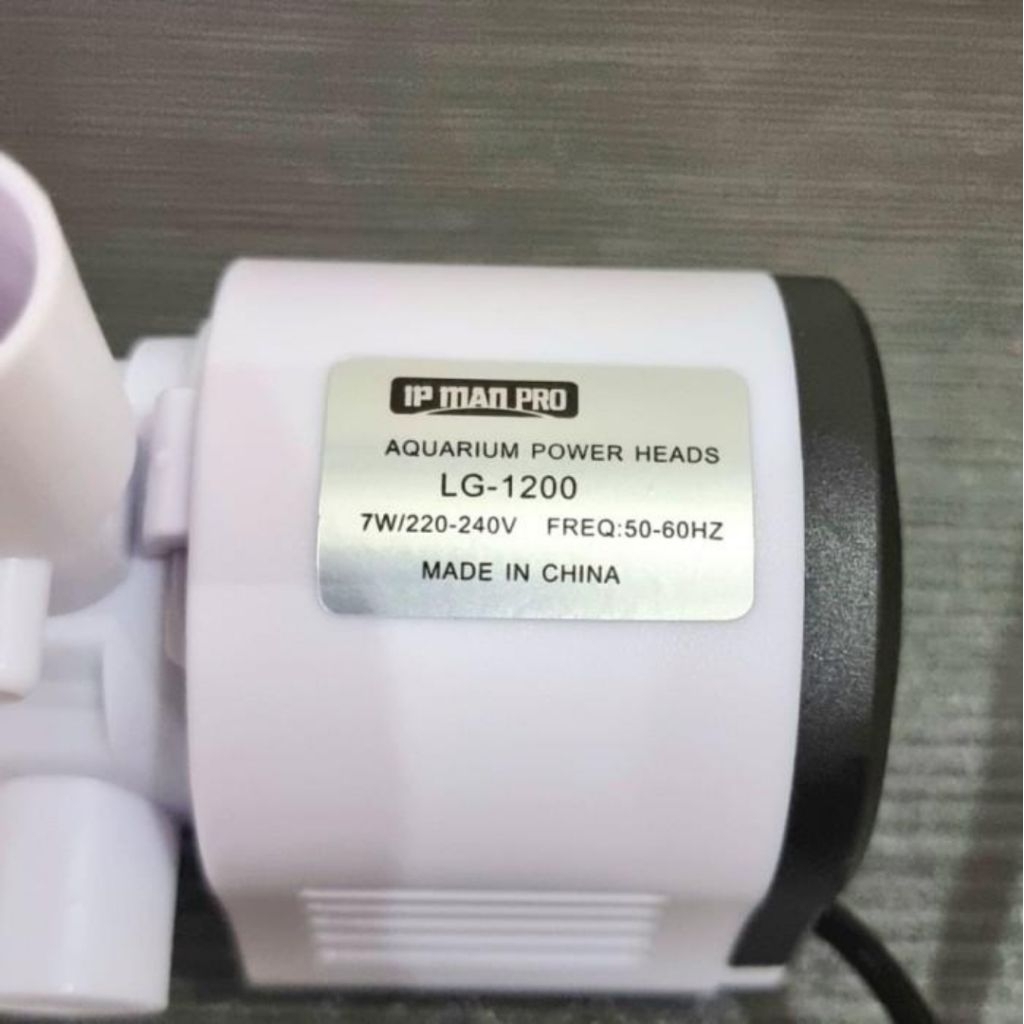 IP MAN PRO
AQUARIUM POWER HEADS
LG-1200
7W/220-240V FREQ:50-60HZ
MADE IN CHINA